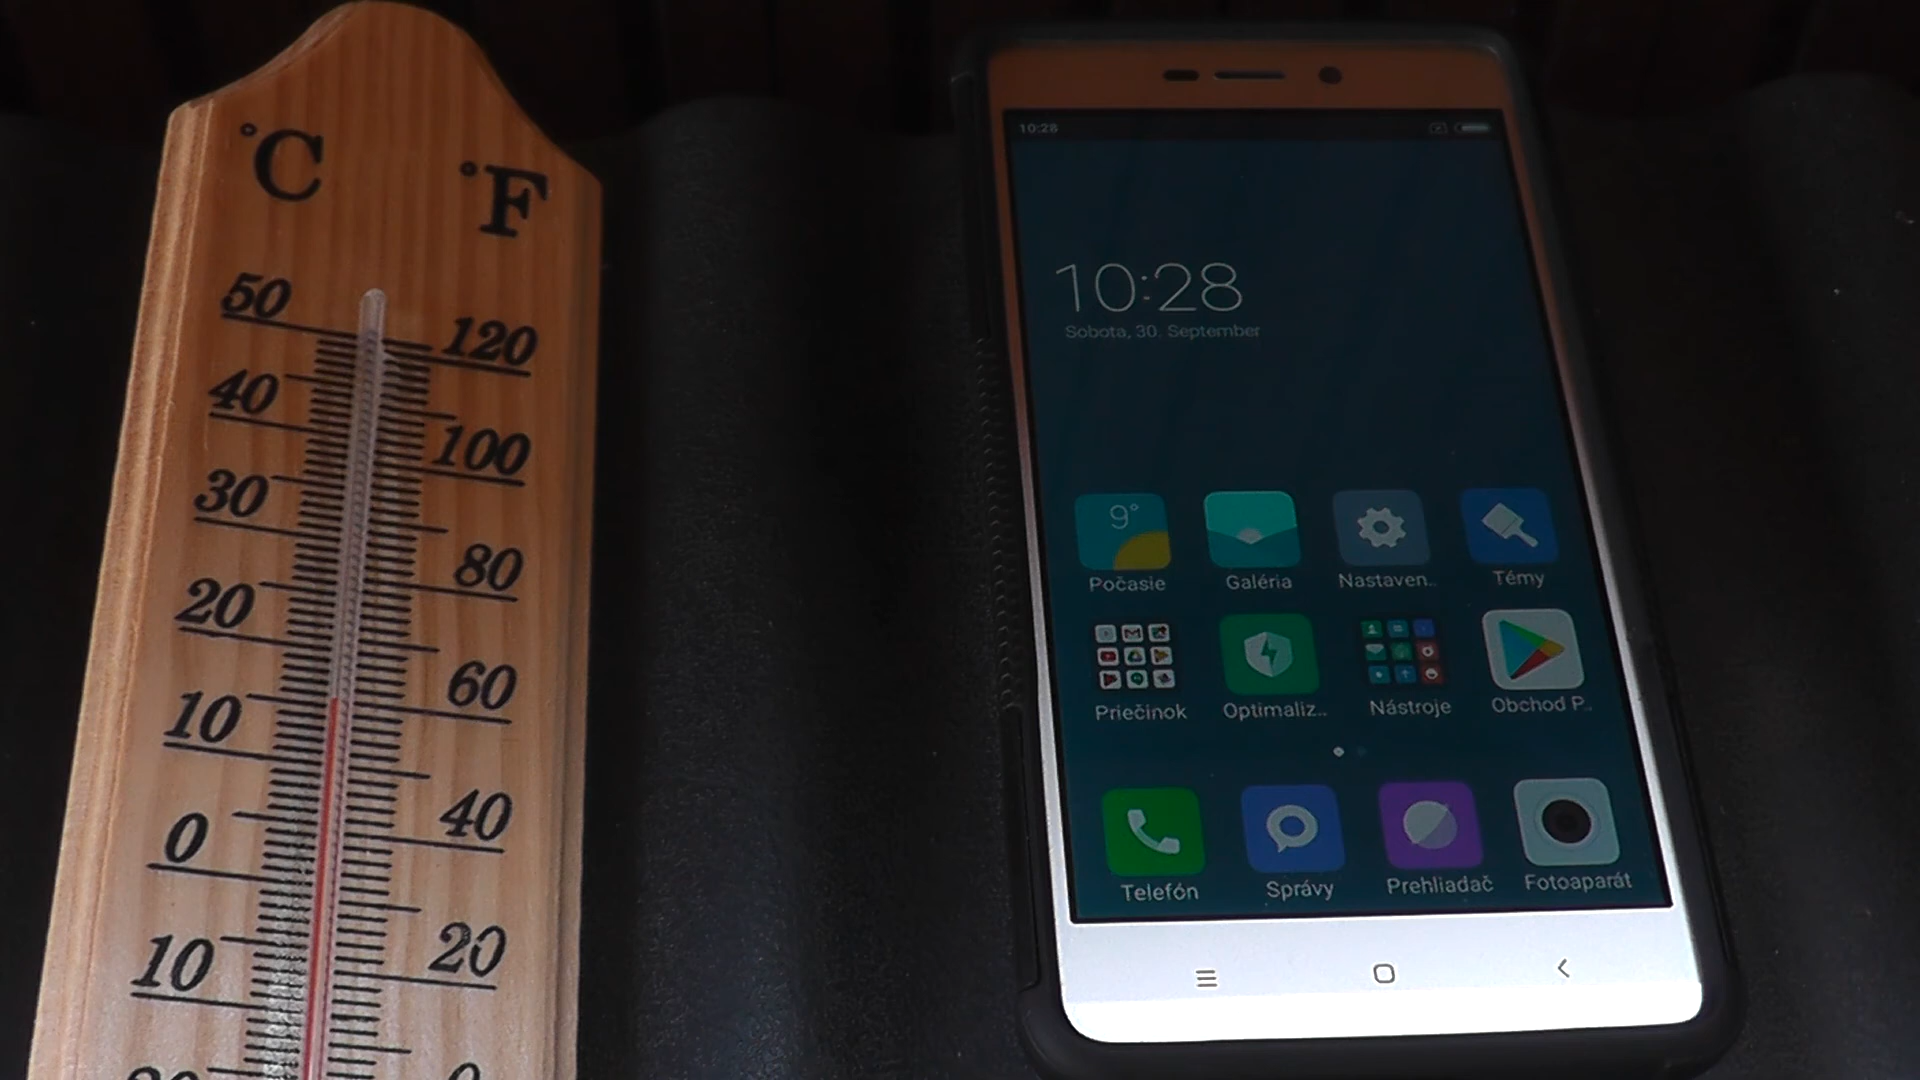 °C
°F
50
120
40
100
30
80
20
60
10
40
0
20
10
10:28
10:28
Sobota, 30. September
9°
Počasie
Galéria
Nastaven..
Témy
Priečinok
Optimaliz..
Nástroje
Obchod P..
Telefón
Správy
Prehliadač
Fotoaparát